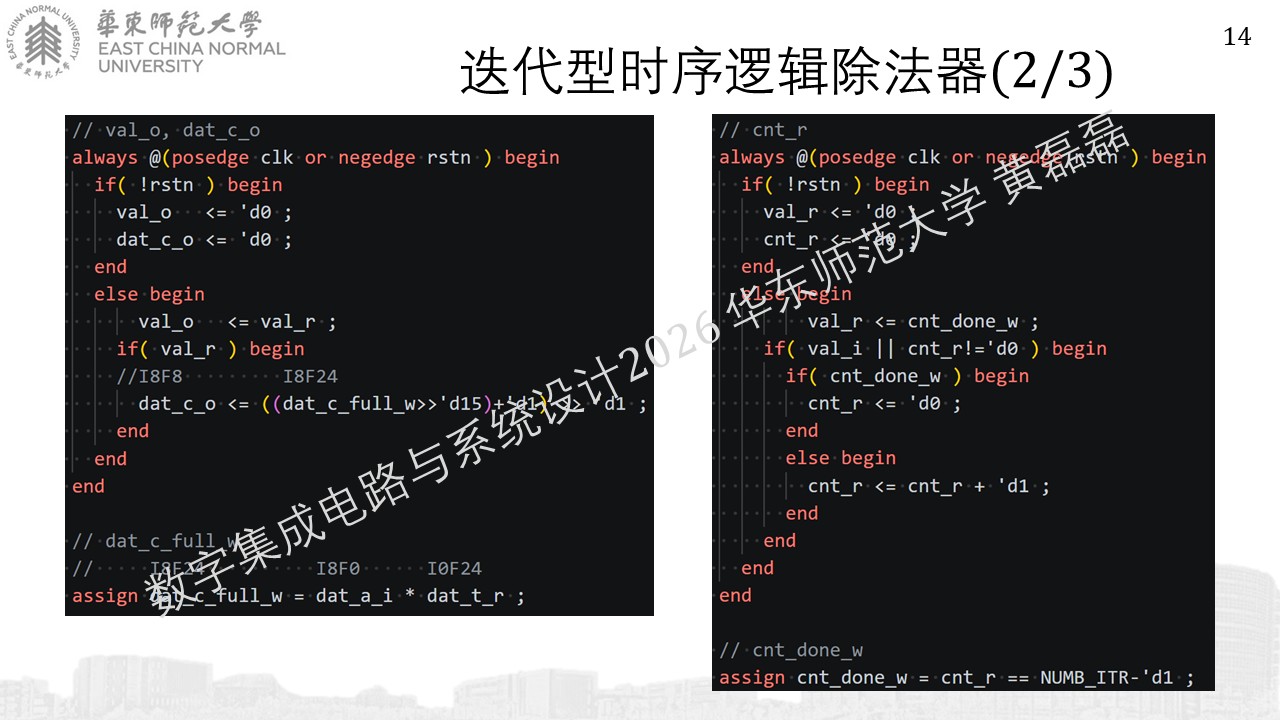 華東師範大學
EAST CHINA NORMAL
UNIVERSITY
14
迭代型时序逻辑除法器(2/3)
// val_o, dat_c_o
always @(posedge clk or negedge rstn ) begin
if( !rstn ) begin
val_o <= 'd0 ;
dat_c_o <= 'd0 ;
end
else begin
val_o <= val_r ;
if( val_r ) begin
//I8F8 I8F24
dat_c_o <= ((dat_c_full_w>>'d15)+'d1) >> 'd1 ;
end
end
end
// dat_c_full_w
// I8F24 I8F0 I0F24
assign dat_c_full_w = dat_a_i * dat_t_r ;
// cnt_r
always @(posedge clk or negedge rstn ) begin
if( !rstn ) begin
val_r <= 'd0 ;
cnt_r <= 'd0 ;
end
else begin
val_r <= cnt_done_w ;
if( val_i || cnt_r!='d0 ) begin
if( cnt_done_w ) begin
cnt_r <= 'd0 ;
end
else begin
cnt_r <= cnt_r + 'd1 ;
end
end
end
end
// cnt_done_w
assign cnt_done_w = cnt_r == NUMB_ITR-'d1 ;
数字集成电路与系统设计2026 华东师范大学 黄磊磊